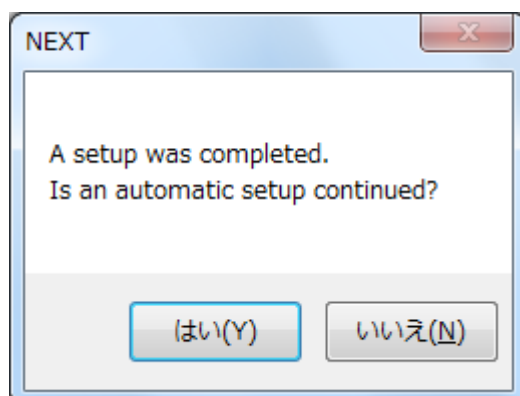 NEXT
A setup was completed.
Is an automatic setup continued?
はい(Y)
いいえ(N)